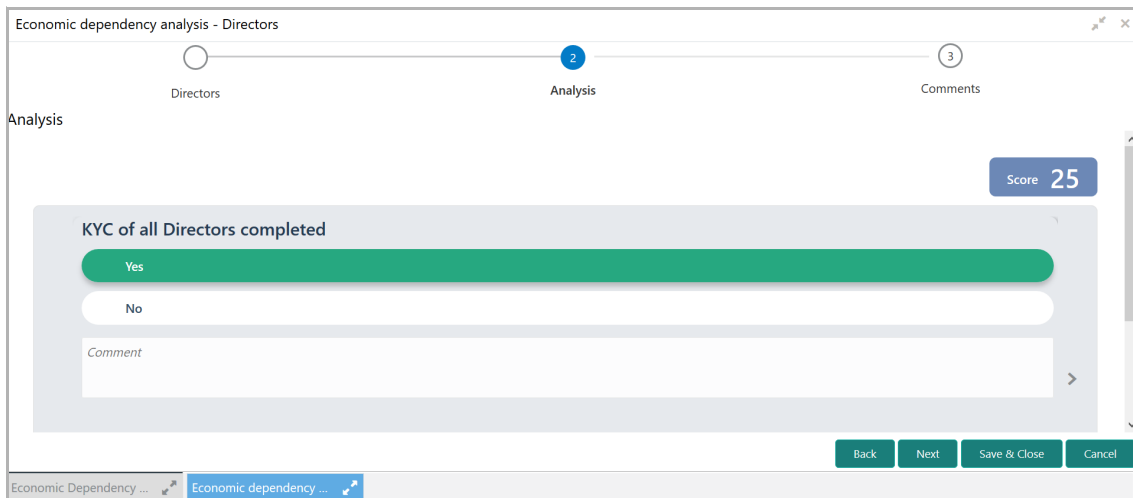 Economic dependency analysis - Directors
2
3
Directors
Analysis
Comments
Analysis
Score 25
KYC of all Directors completed
Yes
No
Comment
Back Next Save & Close Cancel
Economic Dependency ... Economic dependency ...